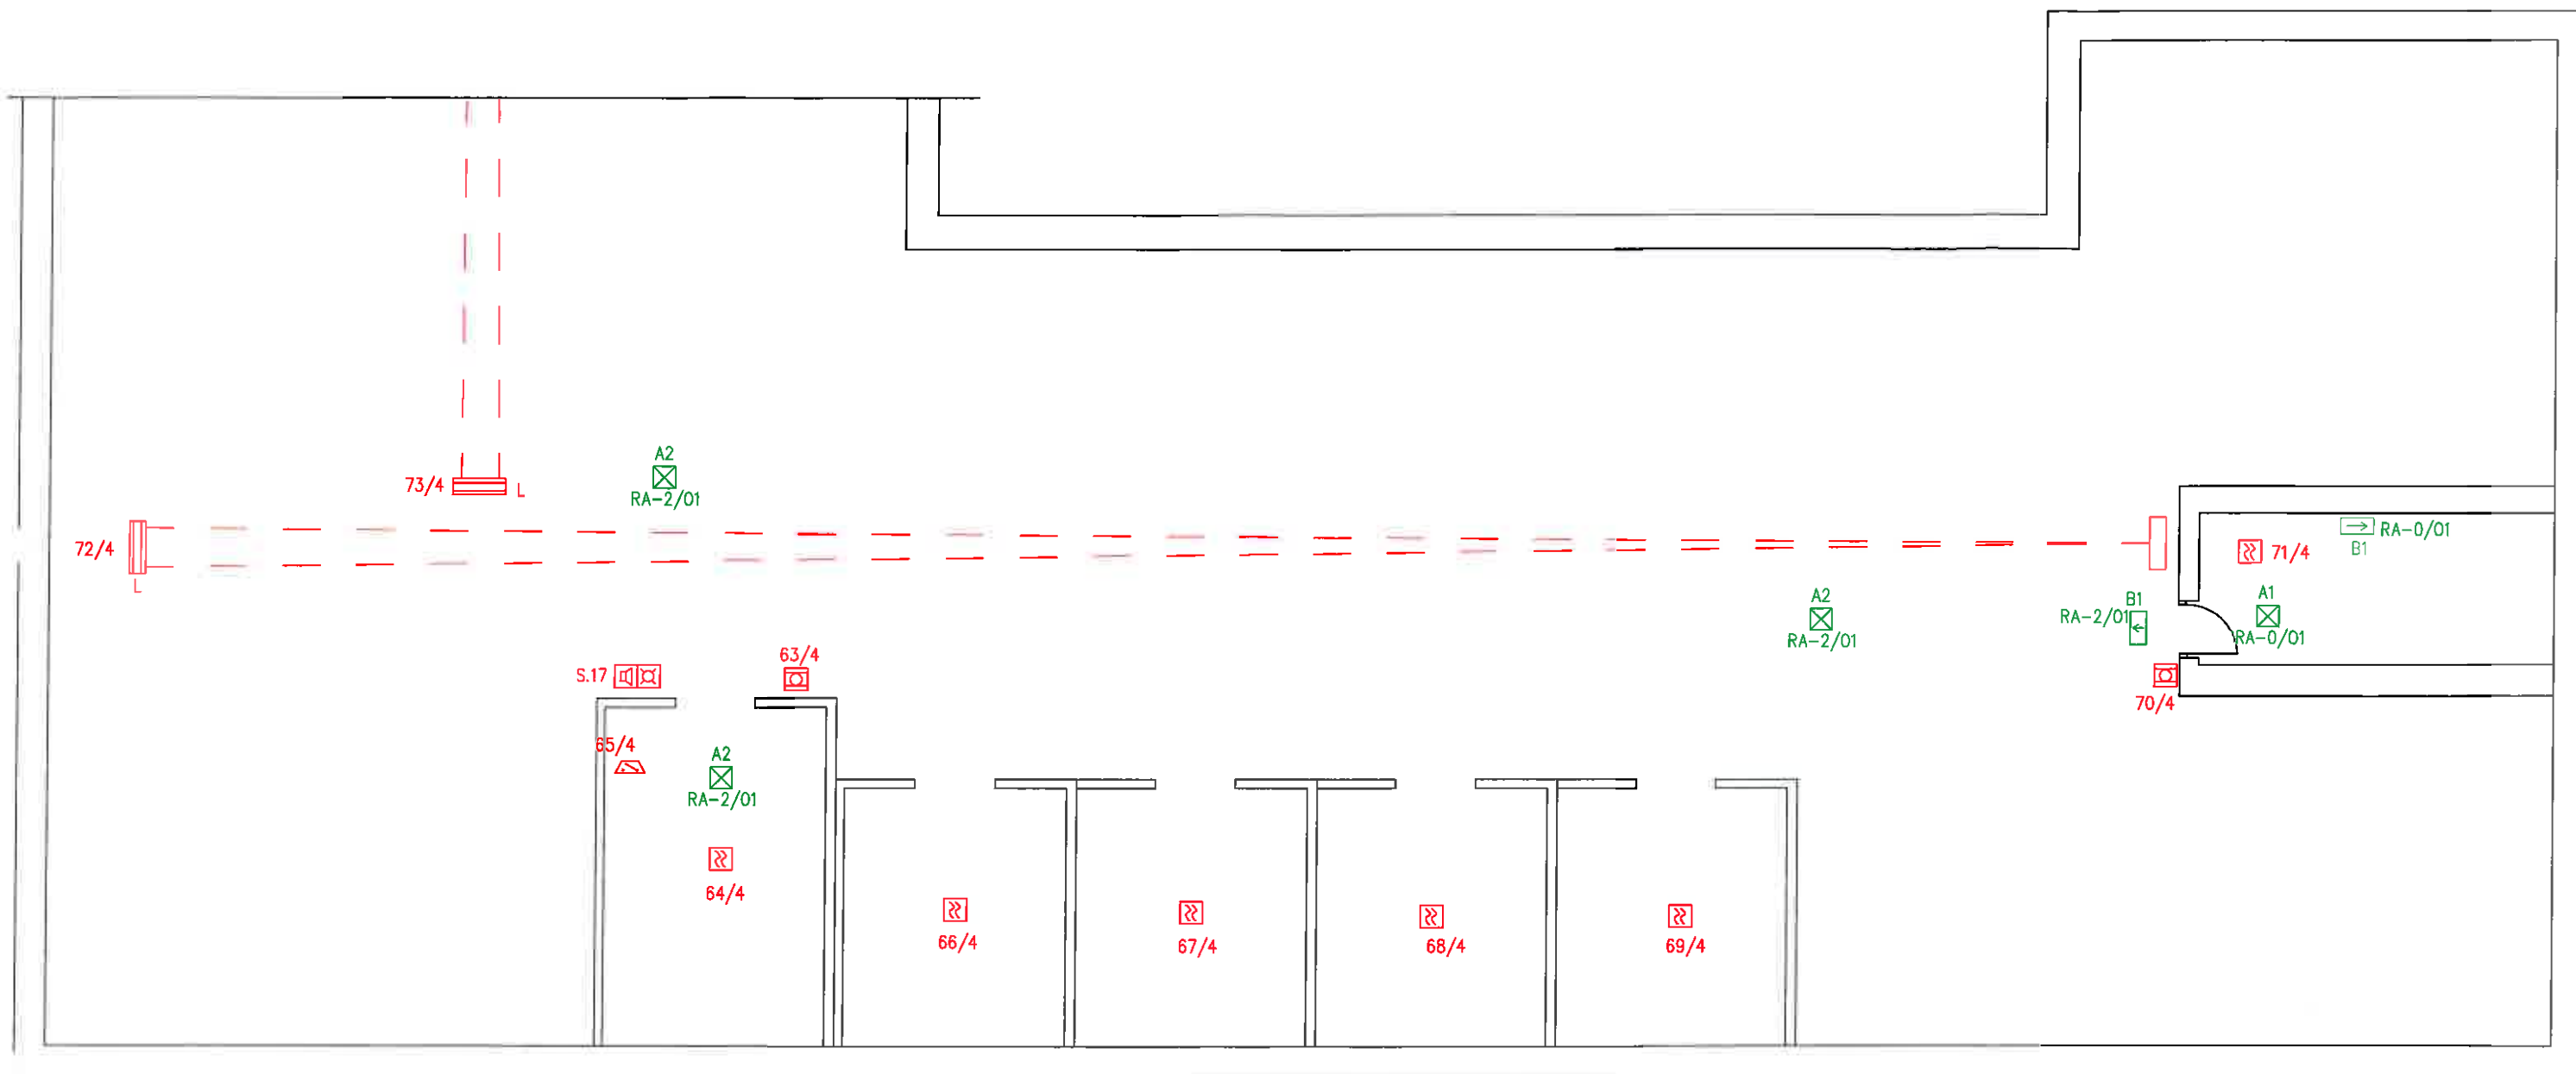 A2
73/4
L
RA-2/01
RA-0/01
B1
72/4
71/4
L
A2
B1
A1
RA-2/01
RA-2/01
RA-0/01
63/4
S.17
70/4
65/4
A2
RA-2/01
64/4
66/4
67/4
68/4
69/4